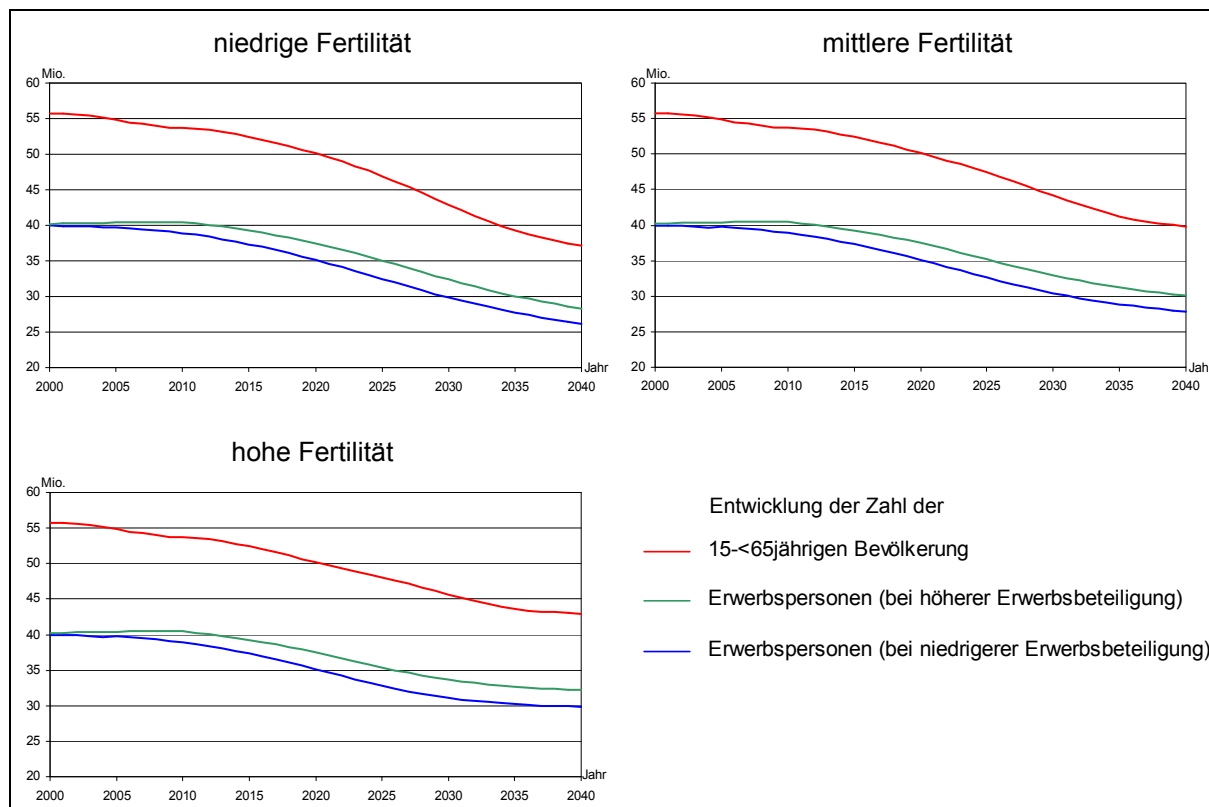 niedrige Fertilität
Mio.
60
55
50
45
40
35
30
25
20
2000 2005 2010 2015 2020 2025 2030 2035 2040
Jahr
mittlere Fertilität
Mio.
60
55
50
45
40
35
30
25
20
2000 2005 2010 2015 2020 2025 2030 2035 2040
Jahr
hohe Fertilität
Mio.
60
55
50
45
40
35
30
25
20
2000 2005 2010 2015 2020 2025 2030 2035 2040
Jahr
Entwicklung der Zahl der
15-<65jährigen Bevölkerung
Erwerbspersonen (bei höherer Erwerbsbeteiligung)
Erwerbspersonen (bei niedrigerer Erwerbsbeteiligung)